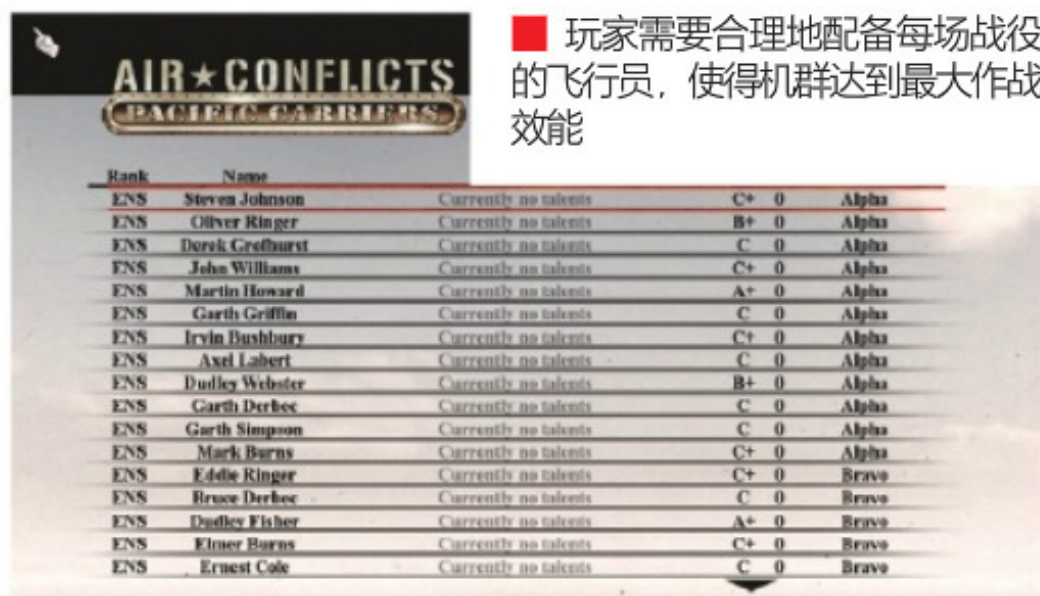 AIR★CONFLICTS
PACIFIC CARRIERS
■ 玩家需要合理地配备每场战役
的飞行员，使得机群达到最大作战
效能
Rank Name
ENS Steven Johnson Currently no talents C+ 0 Alpha
ENS Oliver Ringer Currently no talents B+ 0 Alpha
ENS Derek Grofhurst Currently no talents C 0 Alpha
ENS John Williams Currently no talents C+ 0 Alpha
ENS Martin Howard Currently no talents A+ 0 Alpha
ENS Garth Griffin Currently no talents C 0 Alpha
ENS Irvin Bushbury Currently no talents C+ 0 Alpha
ENS Axel Labert Currently no talents C 0 Alpha
ENS Dudley Webster Currently no talents B+ 0 Alpha
ENS Garth Derbec Currently no talents C 0 Alpha
ENS Garth Simpson Currently no talents C 0 Alpha
ENS Mark Burns Currently no talents C+ 0 Alpha
ENS Eddie Ringer Currently no talents C+ 0 Bravo
ENS Bruce Derbec Currently no talents C 0 Bravo
ENS Dudley Fisher Currently no talents A+ 0 Bravo
ENS Elmer Burns Currently no talents C+ 0 Bravo
ENS Ernest Cole Currently no talents C 0 Bravo